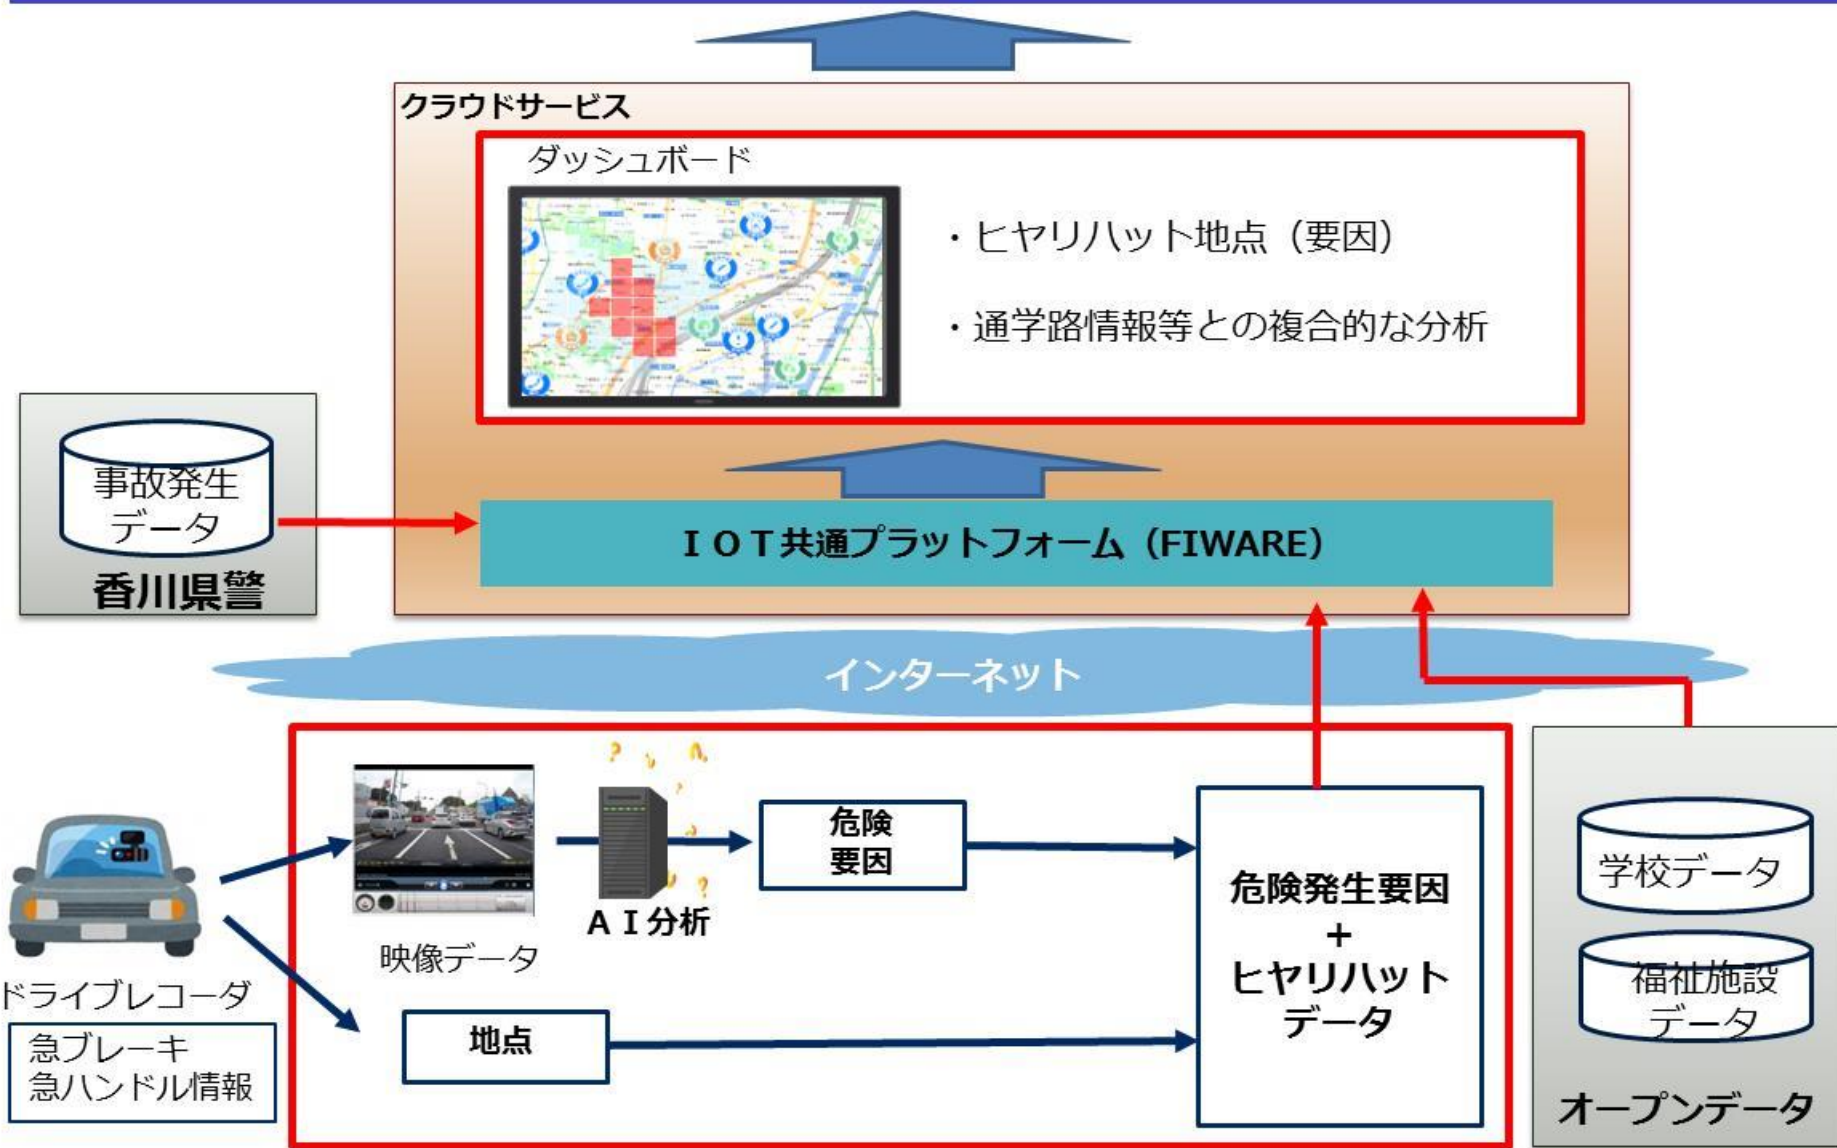 クラウドサービス
ダッシュボード
・ヒヤリハット地点（要因）
・通学路情報等との複合的な分析
事故発生
データ
香川県警
ＩＯＴ共通プラットフォーム（FIWARE）
インターネット
ドライブレコーダ
急ブレーキ
急ハンドル情報
映像データ
ＡＩ分析
危険
要因
地点
危険発生要因
+
ヒヤリハット
データ
学校データ
福祉施設
データ
オープンデータ